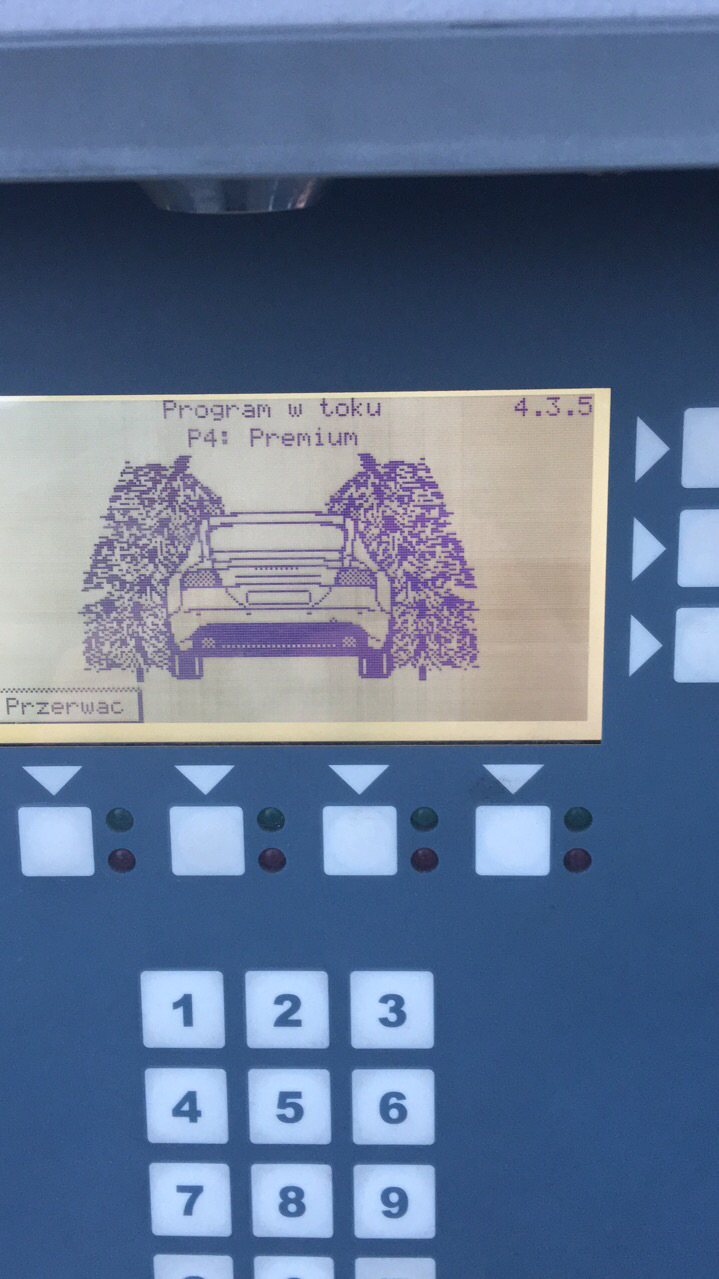 Program w toku 4.3.5
P4: Premium
Przerwac
1 2 3
4 5 6
7 8 9